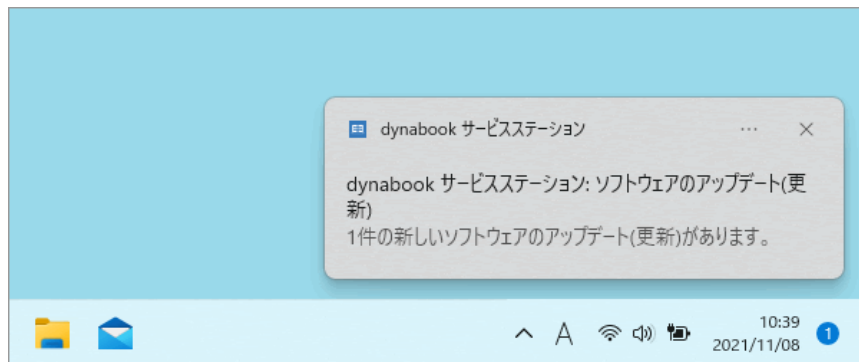 dynabook サービスステーション
dynabook サービスステーション: ソフトウェアのアップデート(更
新)
1件の新しいソフトウェアのアップデート(更新)があります。
A
10:39
2021/11/08
1